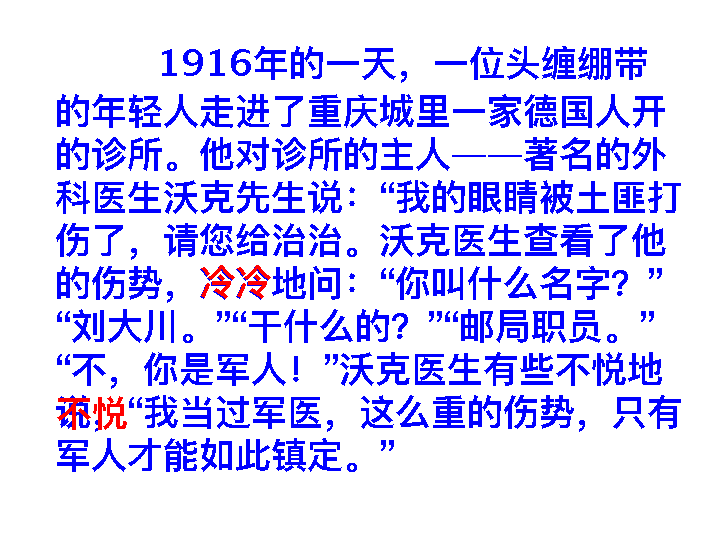 1916年的一天，一位头缠绷带
的年轻人走进了重庆城里一家德国人开
的诊所。他对诊所的主人——著名的外
科医生沃克先生说：“我的眼睛被土匪打
伤了，请您给治治。沃克医生查看了他
的伤势，冷冷地问：“你叫什么名字？”
“刘大川。”“干什么的？”“邮局职员。”
“不，你是军人！”沃克医生有些不悦地
不悦“我当过军医，这么重的伤势，只有
军人才能如此镇定。”